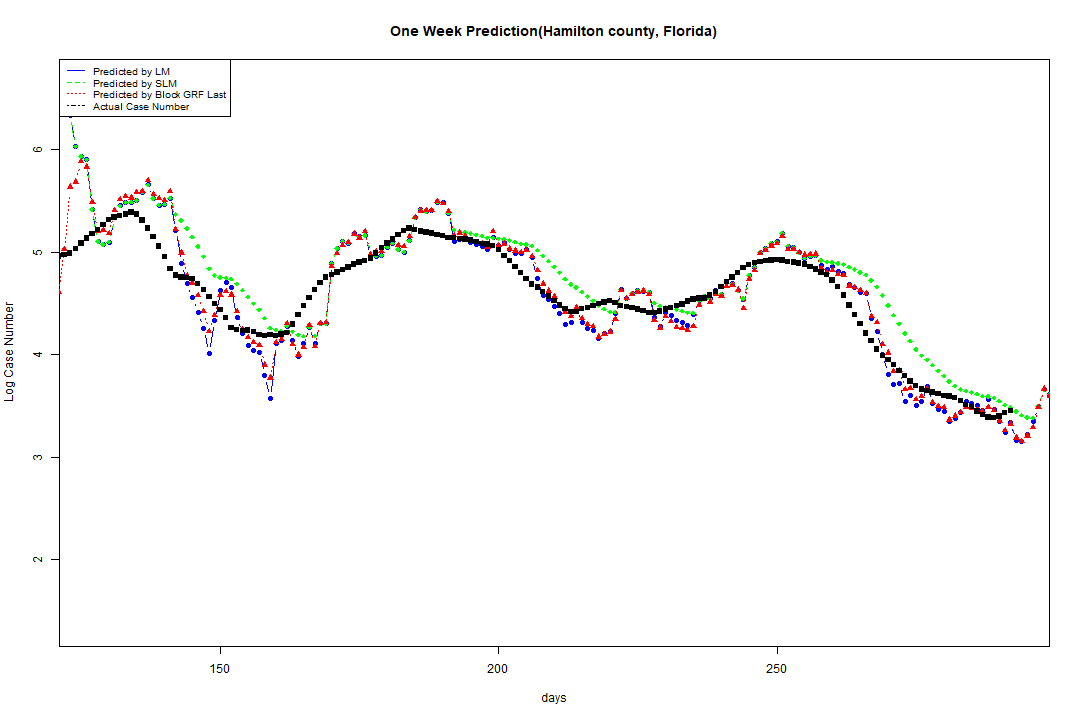 One Week Prediction(Hamilton county, Florida)
Predicted by LM
Predicted by SLM
Predicted by Block GRF Last
Actual Case Number
6
5
4
3
2
Log Case Number
150
200
250
days